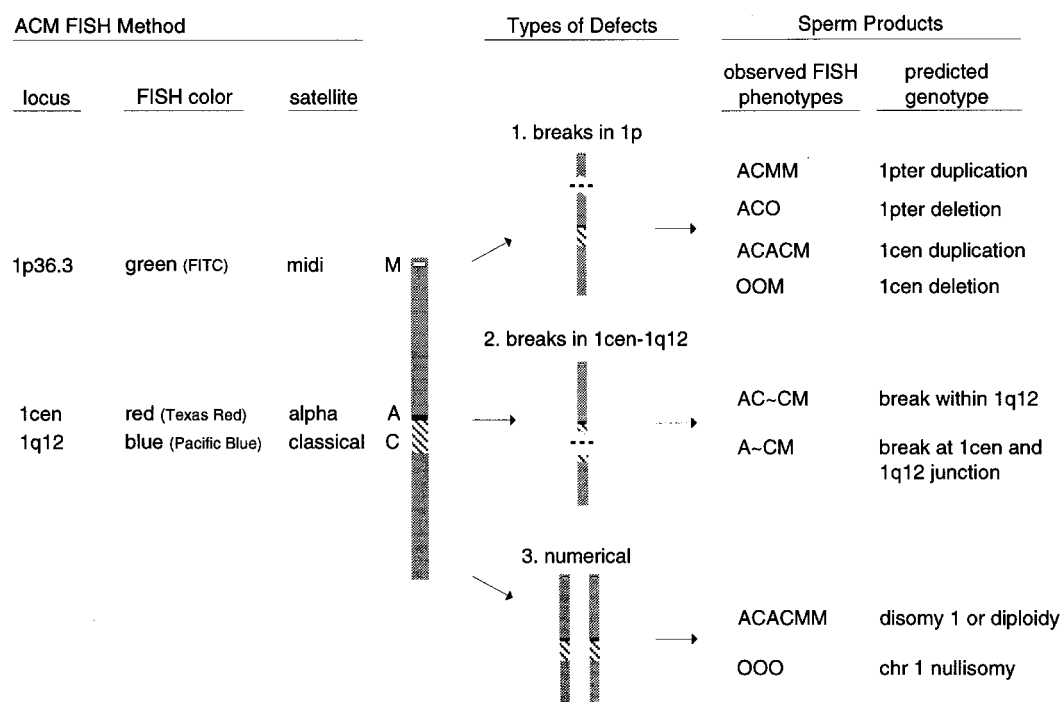 ACM FISH Method
Types of Defects
Sperm Products
locus FISH color satellite
observed FISH phenotypes
predicted genotype
1. breaks in 1p
ACMM 1pter duplication
ACO 1pter deletion
ACACM 1cen duplication
OOM 1cen deletion
1p36.3 green (FITC) midi M
2. breaks in 1cen-1q12
1cen red (Texas Red) alpha A
1q12 blue (Pacific Blue) classical C
AC~CM break within 1q12
A~CM break at 1cen and
1q12 junction
3. numerical
ACACMM disomy 1 or diploidy
OOO chr 1 nullisomy